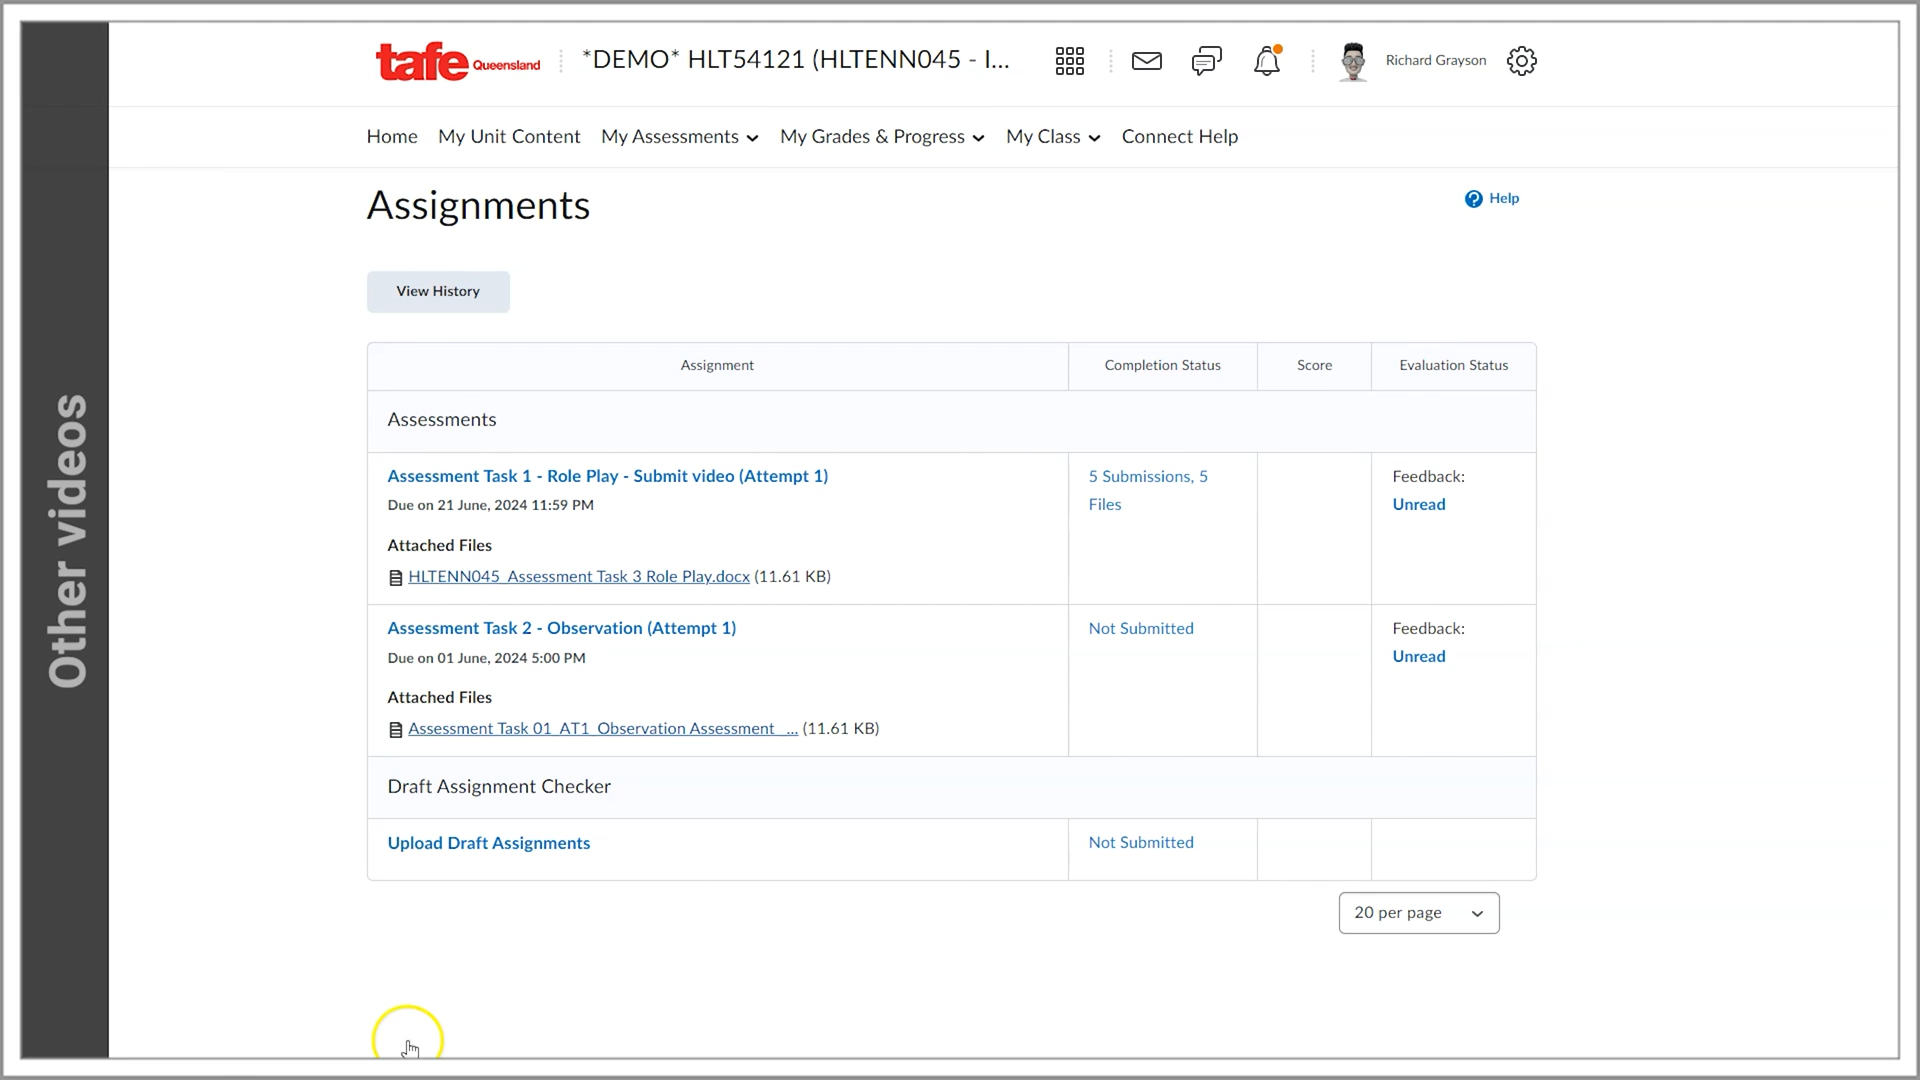 Other videos
tafe Queensland
*DEMO* HLT54121 (HLTENN045 - I...
Richard Grayson
Home My Unit Content My Assessments My Grades & Progress My Class Connect Help
Assignments
Help
View History
Assignment Completion Status Score Evaluation Status
Assessments
Assessment Task 1 - Role Play - Submit video (Attempt 1)
Due on 21 June, 2024 11:59 PM
Attached Files
HLTENN045_Assessment Task 3 Role Play.docx (11.61 KB)
5 Submissions, 5
Files
Feedback:
Unread
Assessment Task 2 - Observation (Attempt 1)
Due on 01 June, 2024 5:00 PM
Attached Files
Assessment Task 01_AT1_Observation Assessment _... (11.61 KB)
Not Submitted
Feedback:
Unread
Draft Assignment Checker
Upload Draft Assignments
Not Submitted
20 per page